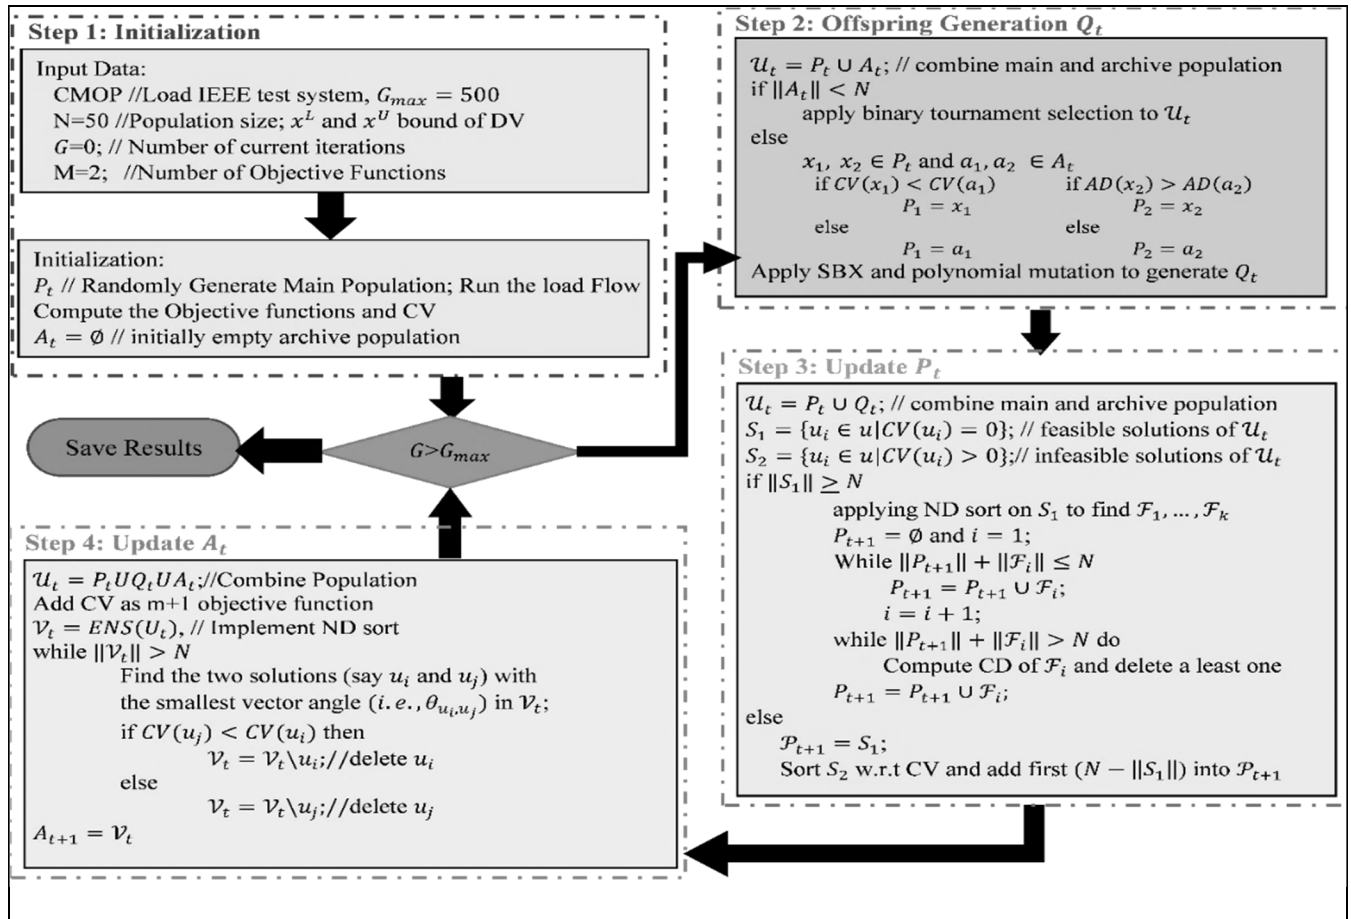 Step 1: Initialization
Input Data:
CMOP //Load IEEE test system, G_max = 500
N=50 //Population size; x^L and x^U bound of DV
G=0; // Number of current iterations
M=2; //Number of Objective Functions
Initialization:
P_t // Randomly Generate Main Population; Run the load Flow
Compute the Objective functions and CV
A_t = ∅ // initially empty archive population
G>G_max
Save Results
Step 2: Offspring Generation Q_t
𝒰_t = P_t ∪ A_t; // combine main and archive population
if ‖A_t‖ < N
apply binary tournament selection to 𝒰_t
else
x_1, x_2 ∈ P_t and a_1, a_2 ∈ A_t
if CV(x_1) < CV(a_1) if AD(x_2) > AD(a_2)
P_1 = x_1 P_2 = x_2
else else
P_1 = a_1 P_2 = a_2
Apply SBX and polynomial mutation to generate Q_t
Step 3: Update P_t
𝒰_t = P_t ∪ Q_t; // combine main and archive population
S_1 = {u_i ∈ u|CV(u_i) = 0}; // feasible solutions of 𝒰_t
S_2 = {u_i ∈ u|CV(u_i) > 0};// infeasible solutions of 𝒰_t
if ‖S_1‖ ≥ N
applying ND sort on S_1 to find ℱ_1, … , ℱ_k
P_{t+1} = ∅ and i = 1;
While ‖P_{t+1}‖ + ‖ℱ_i‖ ≤ N
P_{t+1} = P_{t+1} ∪ ℱ_i;
i = i + 1;
while ‖P_{t+1}‖ + ‖ℱ_i‖ > N do
Compute CD of ℱ_i and delete a least one
P_{t+1} = P_{t+1} ∪ ℱ_i;
else
𝒫_{t+1} = S_1;
Sort S_2 w.r.t CV and add first (N − ‖S_1‖) into 𝒫_{t+1}
Step 4: Update A_t
𝒰_t = P_tUQ_tUA_t;//Combine Population
Add CV as m+1 objective function
𝒱_t = ENS(U_t), // Implement ND sort
while ‖𝒱_t‖ > N
Find the two solutions (say u_i and u_j) with
the smallest vector angle (i.e., θ_{u_i,u_j}) in 𝒱_t;
if CV(u_j) < CV(u_i) then
𝒱_t = 𝒱_t\u_i;//delete u_i
else
𝒱_t = 𝒱_t\u_j;//delete u_j
A_{t+1} = 𝒱_t